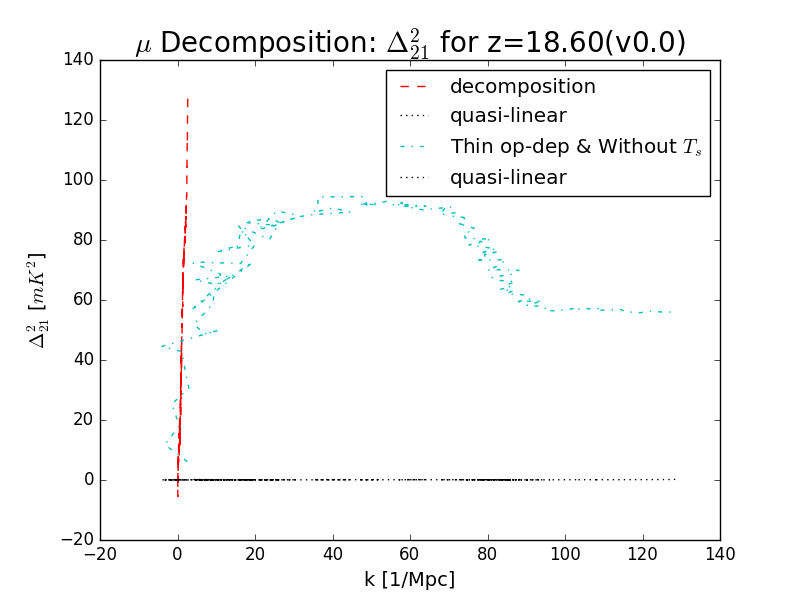 μ Decomposition: Δ²₂₁ for z=18.60(v0.0)
decomposition
quasi-linear
Thin op-dep & Without Tₛ
quasi-linear
140
120
100
80
60
40
20
0
−20
Δ²₂₁ [mK²]
−20 0 20 40 60 80 100 120 140
k [1/Mpc]